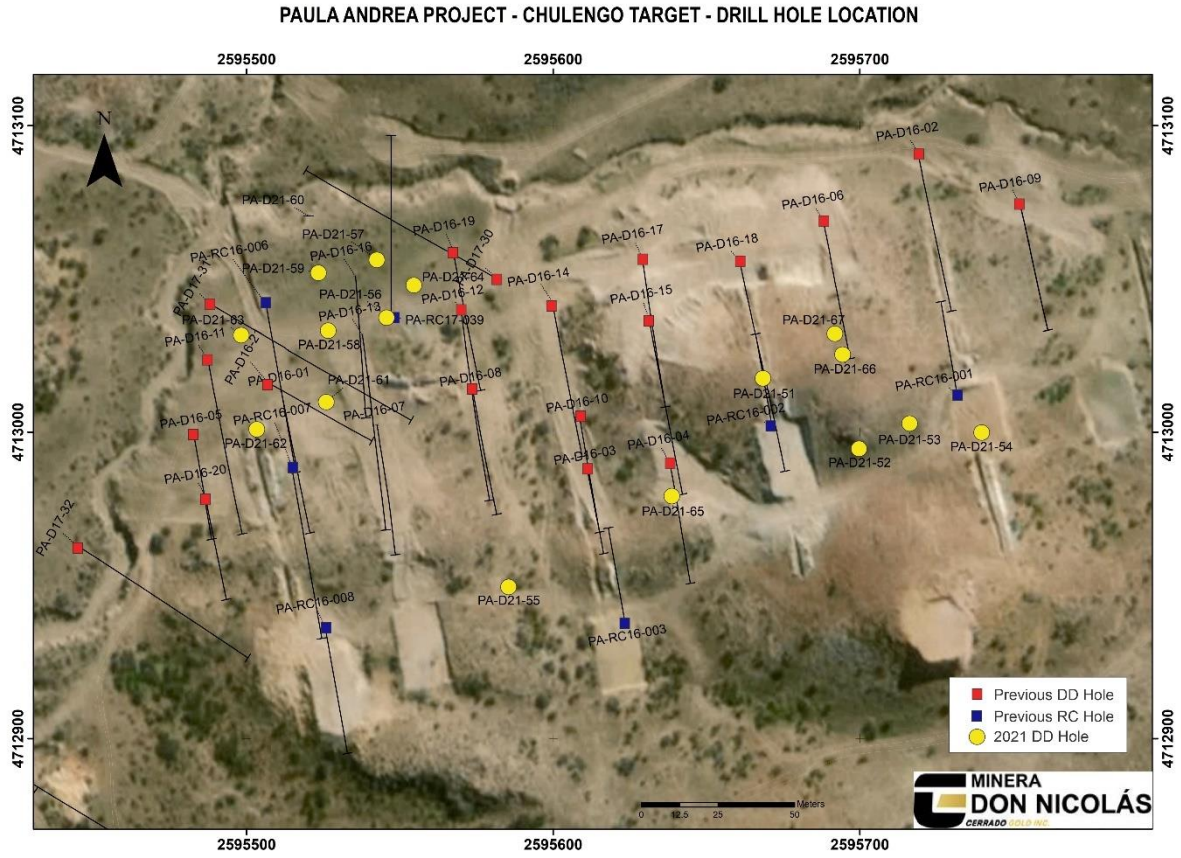 PAULA ANDREA PROJECT - CHULENGO TARGET - DRILL HOLE LOCATION
2595500
2595600
2595700
4713100
4713100
N
PA-D16-02
PA-D16-09
PA-D21-60
PA-D16-06
PA-D21-57
PA-D16-19
PA-D16-16
PA-D17-30
PA-D16-17
PA-D16-18
PA-RC16-006
PA-D21-59
PA-D17-31
PA-D21-64
PA-D16-14
PA-D21-56
PA-D16-12
PA-D16-13
PA-D16-15
PA-D21-63
PA-RC17-039
PA-D21-67
PA-D16-11
PA-D21-58
PA-D16-2
PA-D21-66
PA-D16-01
PA-D21-61
PA-D16-08
PA-D21-51
PA-RC16-001
PA-D16-05
PA-RC16-007
PA-D16-07
PA-D16-10
PA-RC16-002
4713000
4713000
PA-D21-62
PA-D16-03
PA-D16-04
PA-D21-52
PA-D21-53
PA-D21-54
PA-D16-20
PA-D21-65
PA-D17-32
PA-D21-55
PA-RC16-008
PA-RC16-003
Previous DD Hole
Previous RC Hole
2021 DD Hole
4712900
4712900
MINERA
DON NICOLÁS
CERRADO GOLD INC.
Meters
0 12.5 25 50
2595500
2595600
2595700